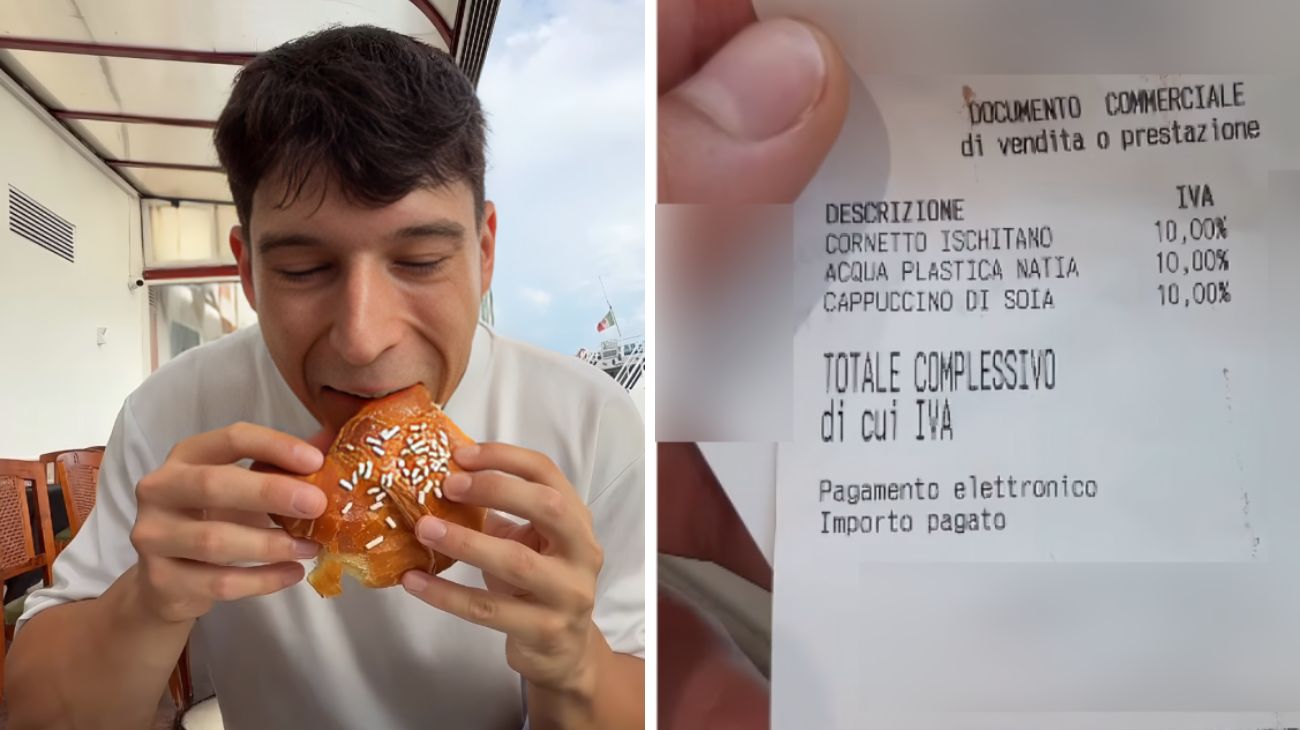 DOCUMENTO COMMERCIALE
di vendita o prestazione
DESCRIZIONE IVA
CORNETTO ISCHITANO 10,00%
ACQUA PLASTICA NATIA 10,00%
CAPPUCCINO DI SOIA 10,00%
TOTALE COMPLESSIVO
di cui IVA
Pagamento elettronico
Importo pagato